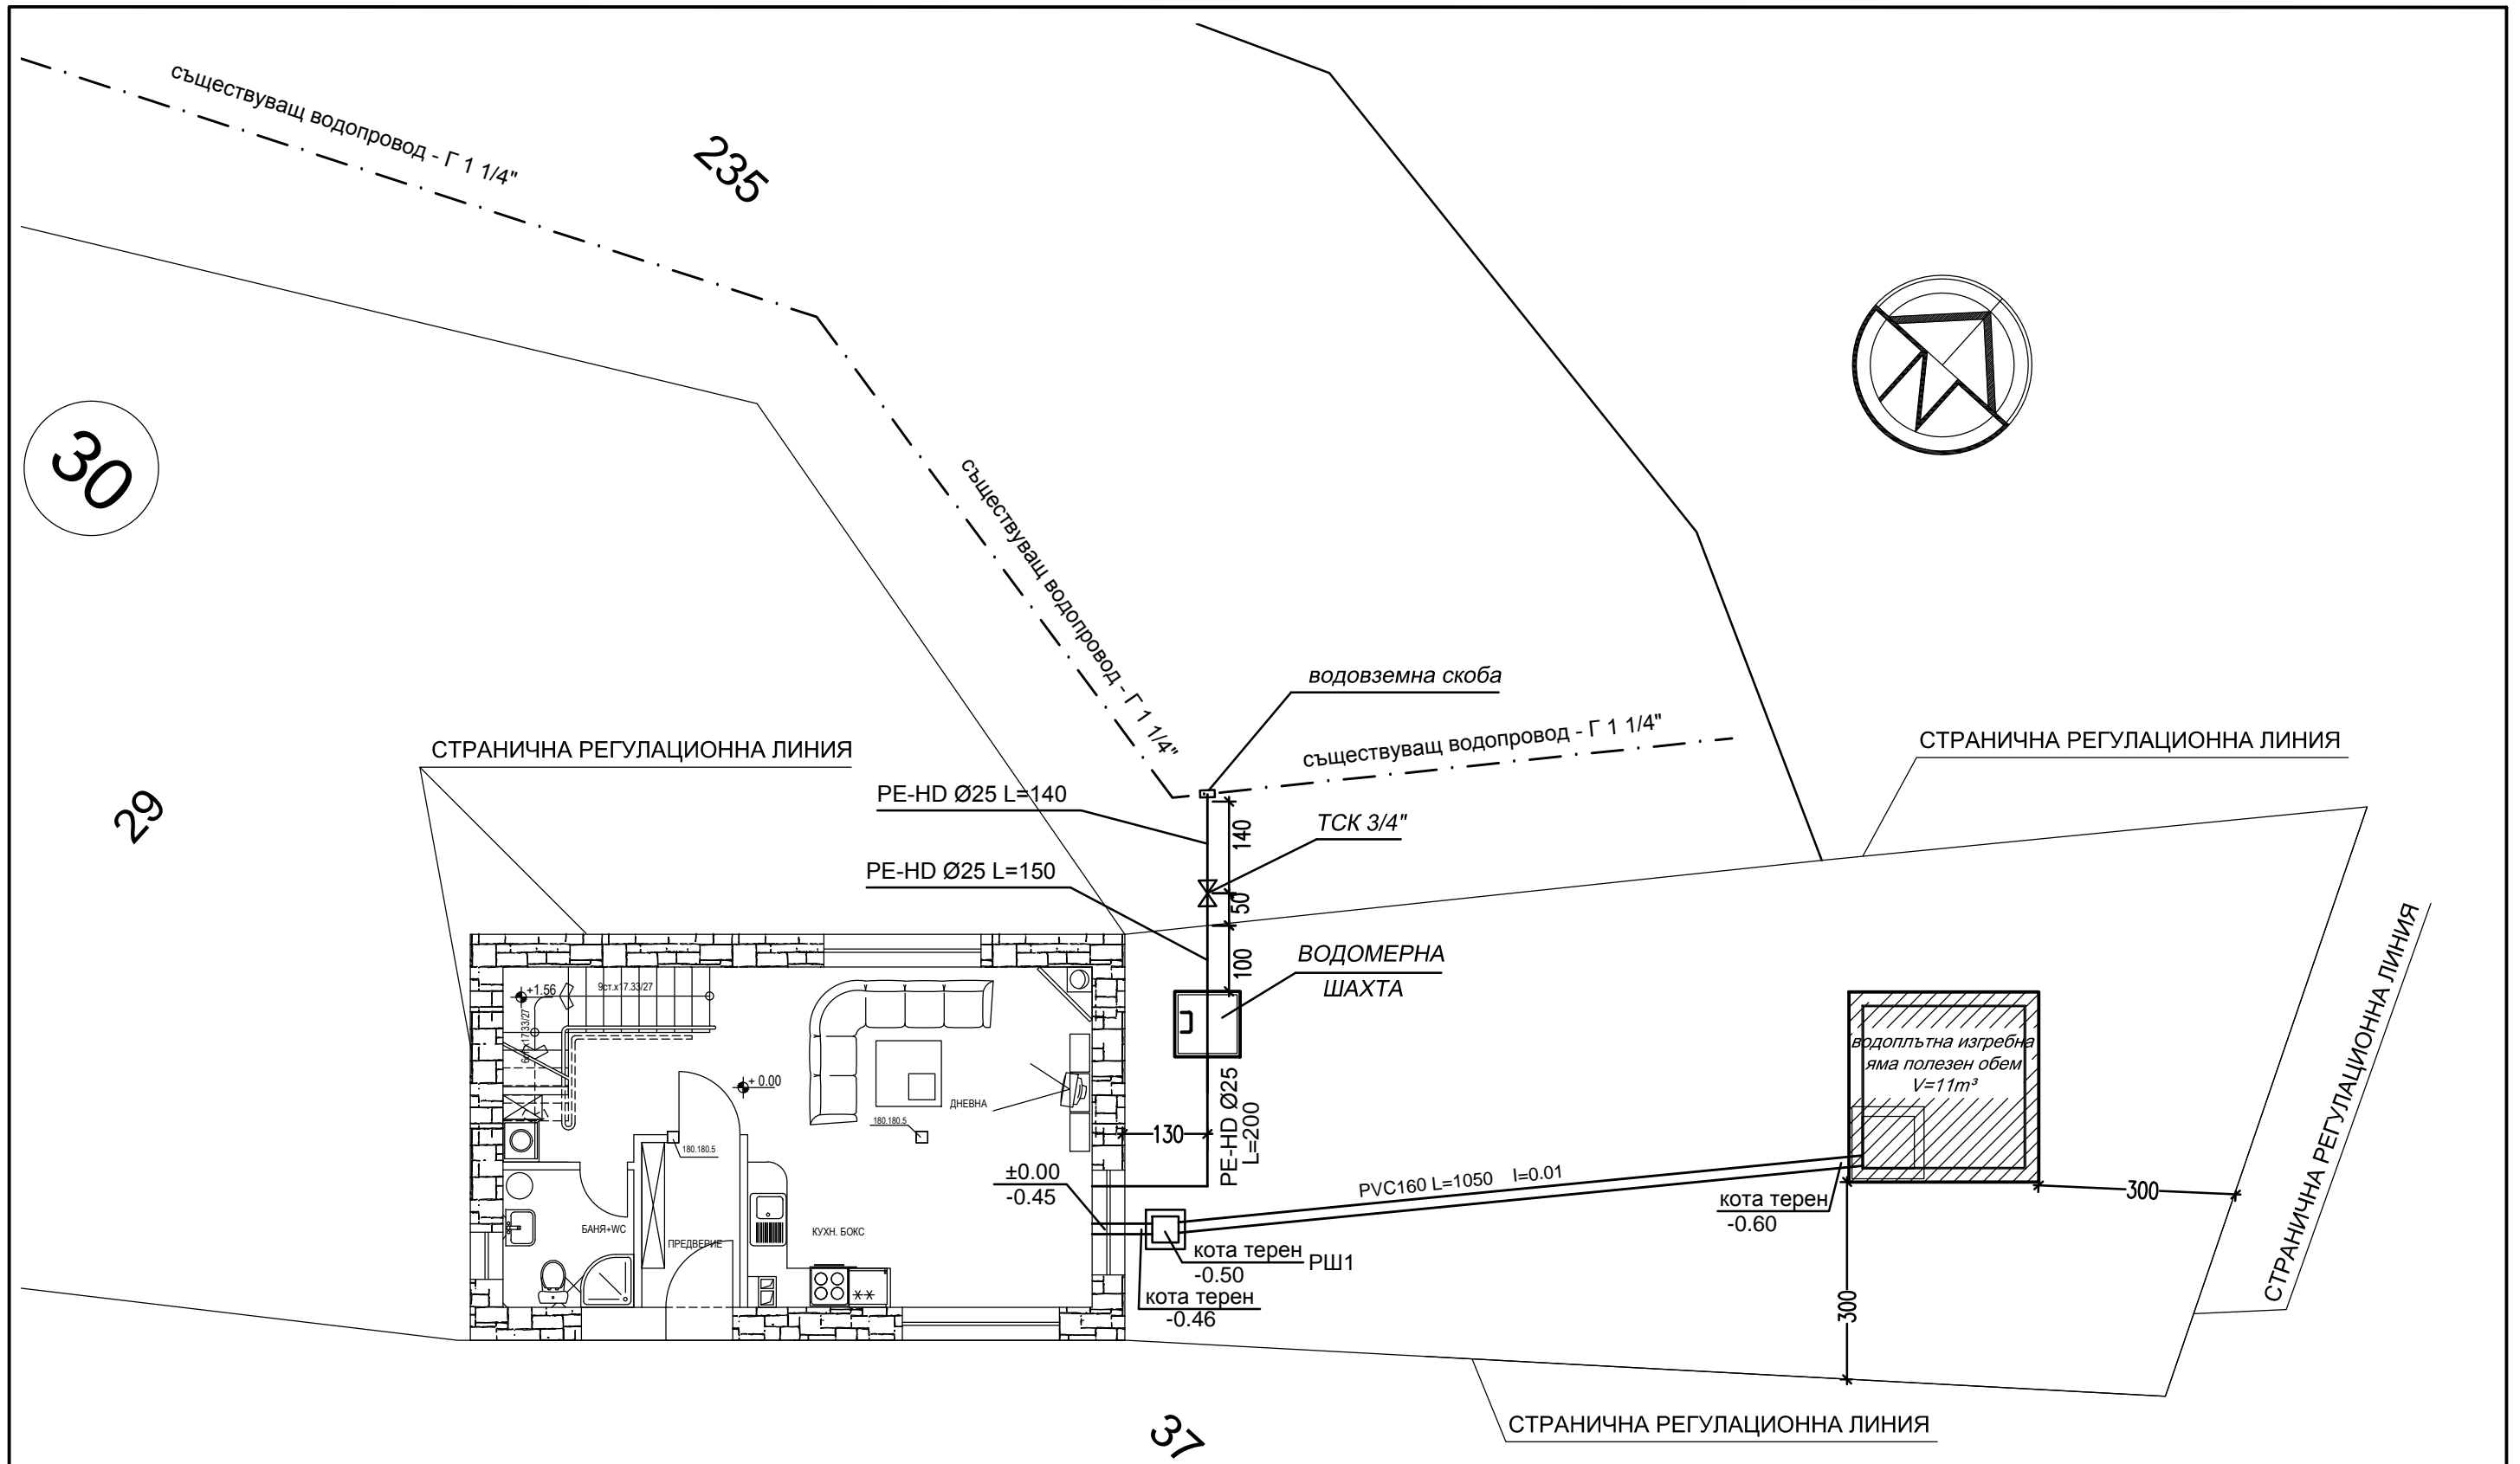 съществуващ водопровод - Г 1 1/4"
235
30
съществуващ водопровод - Г 1 1/4"
водовземна скоба
съществуващ водопровод - Г 1 1/4"
СТРАНИЧНА РЕГУЛАЦИОННА ЛИНИЯ
СТРАНИЧНА РЕГУЛАЦИОННА ЛИНИЯ
29
PE-HD Ø25 L=140
140
ТСК 3/4"
PE-HD Ø25 L=150
50
100
ВОДОМЕРНА
ШАХТА
СТРАНИЧНА РЕГУЛАЦИОННА ЛИНИЯ
+1.56
9ст.х17.33/27
водоплътна изгребна
яма полезен обем
V=11m³
+ 0.00
ДНЕВНА
180.180.5
180.180.5
130
PE-HD Ø25
L=200
±0.00
-0.45
PVC160 L=1050 I=0.01
кота терен
-0.60
300
БАНЯ+WC
ПРЕДВЕРИЕ
КУХН. БОКС
кота терен
-0.50
РШ1
кота терен
-0.46
300
СТРАНИЧНА РЕГУЛАЦИОННА ЛИНИЯ
37